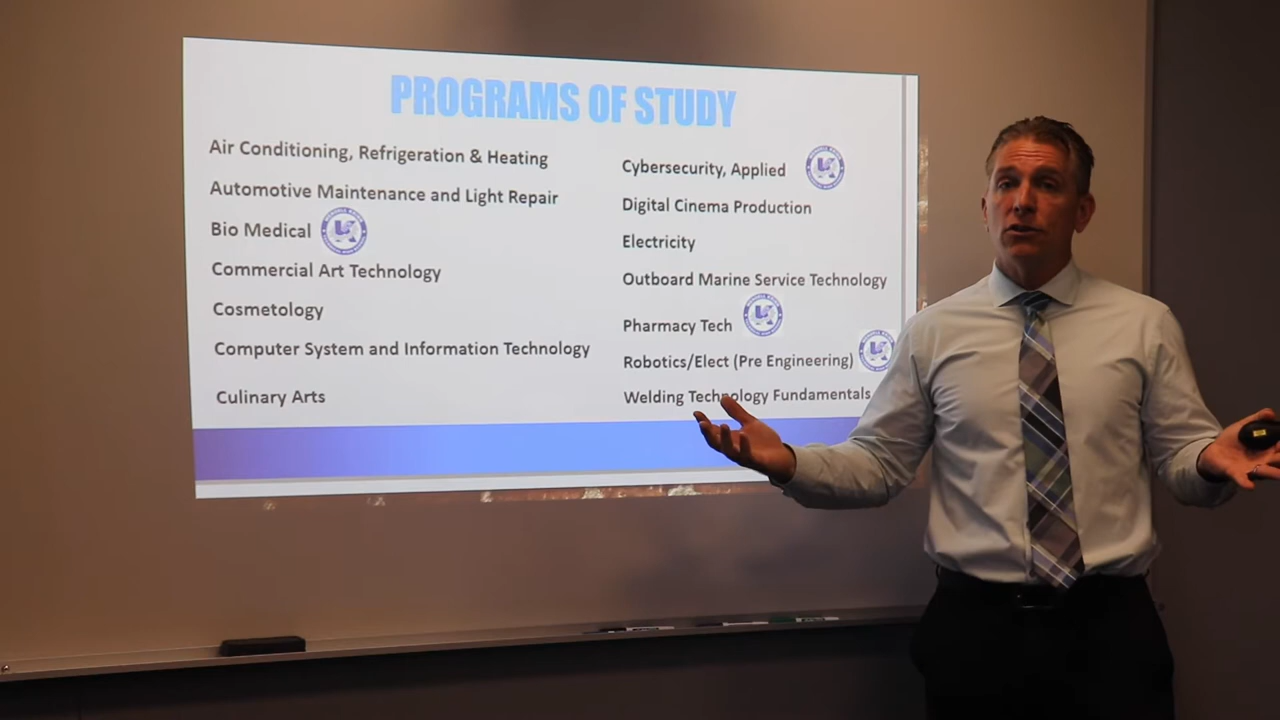 PROGRAMS OF STUDY
Air Conditioning, Refrigeration & Heating
Automotive Maintenance and Light Repair
Bio Medical
Commercial Art Technology
Cosmetology
Computer System and Information Technology
Culinary Arts
Cybersecurity, Applied
Digital Cinema Production
Electricity
Outboard Marine Service Technology
Pharmacy Tech
Robotics/Elect (Pre Engineering)
Welding Technology Fundamentals